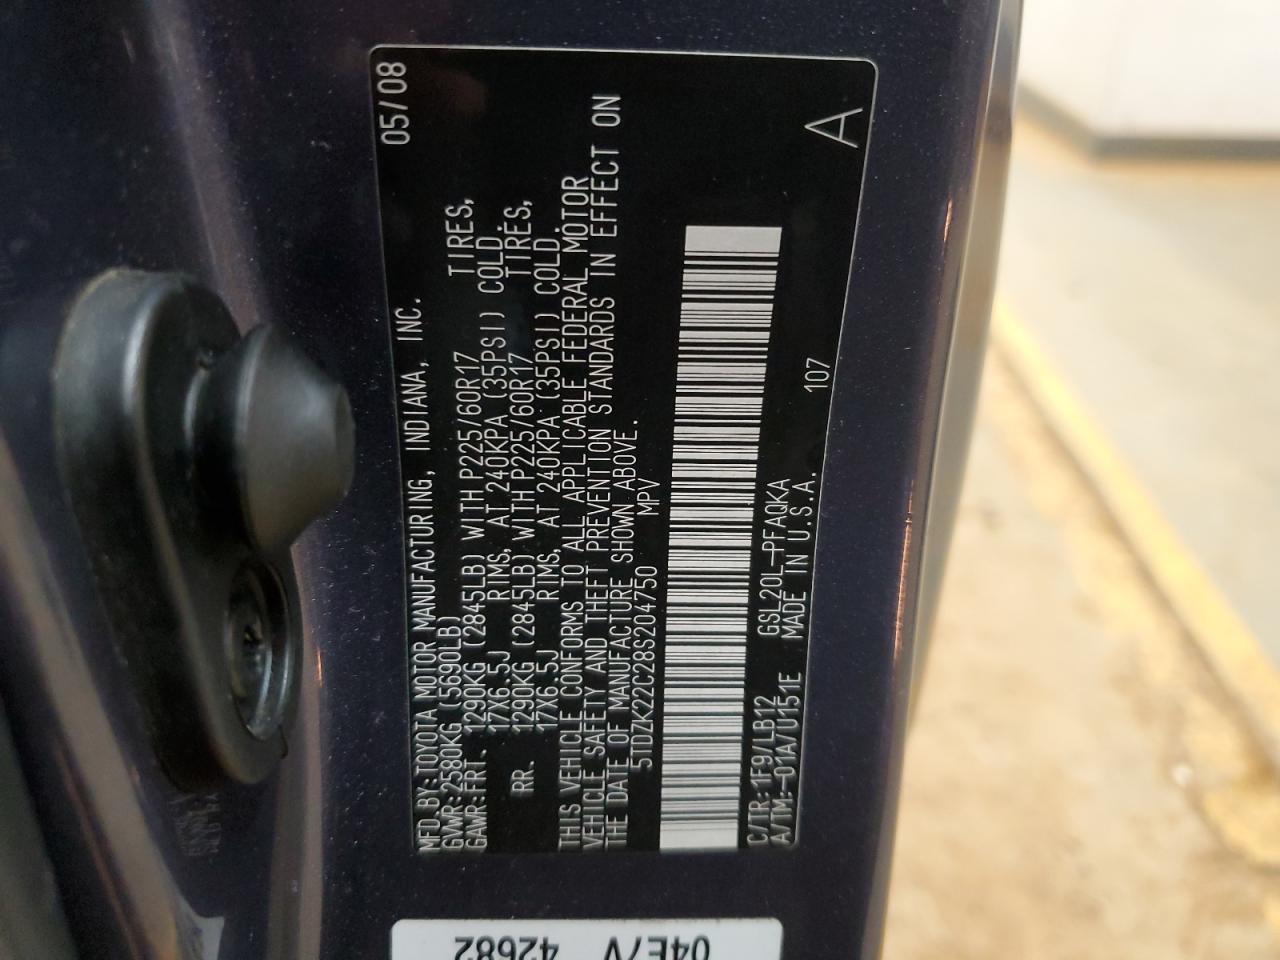 MFD.BY:TOYOTA MOTOR MANUFACTURING, INDIANA, INC. 05/08
GVWR:2580KG (5690LB)
GAWR:FRT. 1290KG (2845LB) WITH P225/60R17 TIRES,
17X6.5J RIMS, AT 240KPA (35PSI) COLD.
RR. 1290KG (2845LB) WITH P225/60R17 TIRES,
17X6.5J RIMS, AT 240KPA (35PSI) COLD.
THIS VEHICLE CONFORMS TO ALL APPLICABLE FEDERAL MOTOR
VEHICLE SAFETY AND THEFT PREVENTION STANDARDS IN EFFECT ON
THE DATE OF MANUFACTURE SHOWN ABOVE.
5TDZK22C28S204750 MPV
C/TR:1F9/LB12 GSL20L-PFAQKA
A/TM:-01A/U151E MADE IN U.S.A. 107
A
04E7V 42682